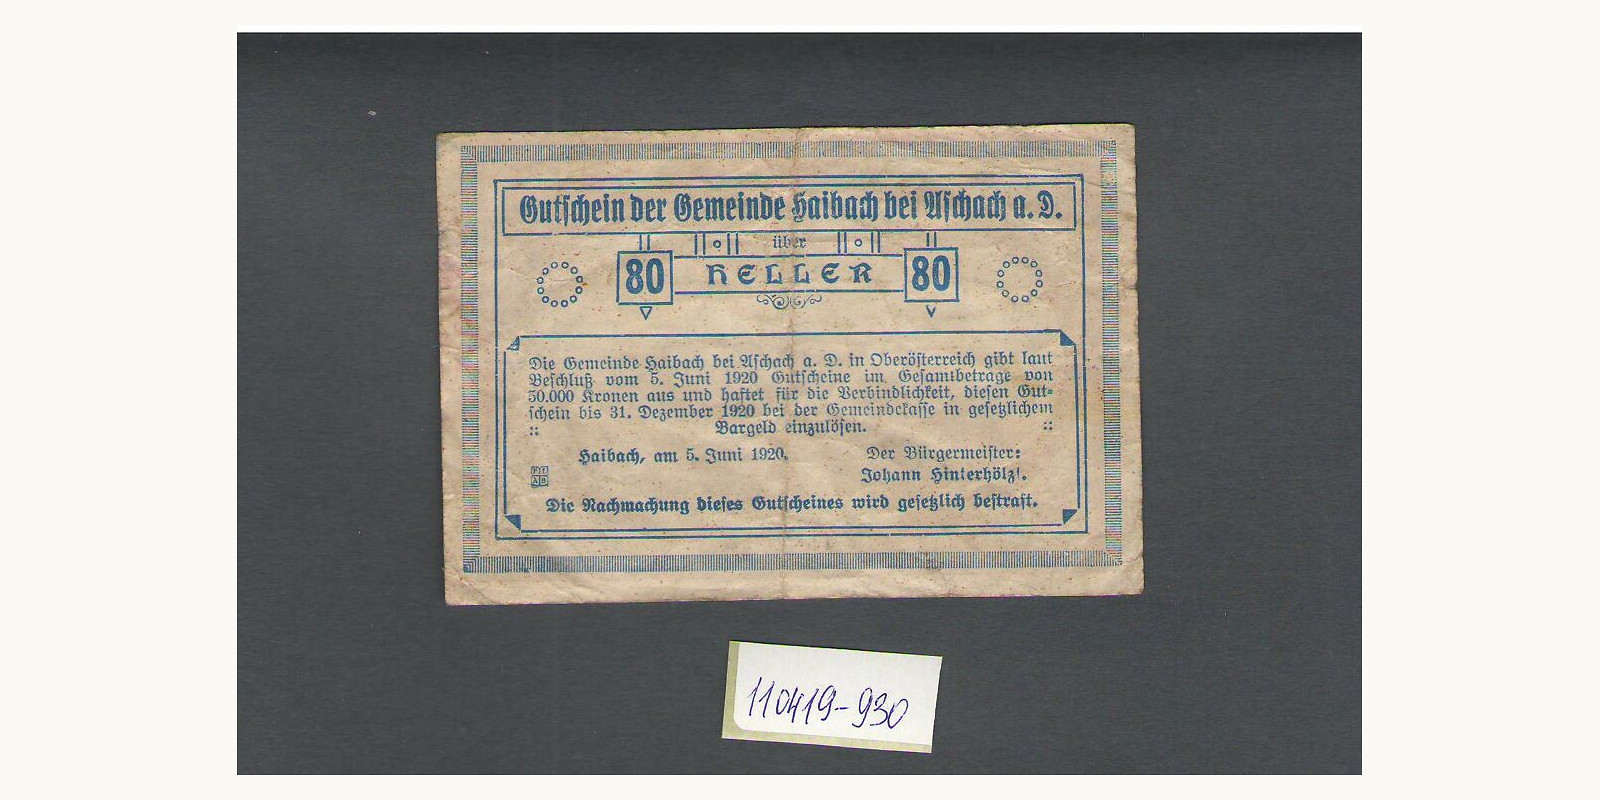 Gutschein der Gemeinde Haibach bei Aschach a. D.
über
80 HELLER 80
Die Gemeinde Haibach bei Aschach a. D. in Oberösterreich gibt laut
Beschluß vom 5. Juni 1920 Gutscheine im Gesamtbetrage von
50.000 Kronen aus und haftet für die Verbindlichkeit, diesen Gut-
schein bis 31. Dezember 1920 bei der Gemeindekasse in gesetzlichem
:: Bargeld einzulösen. ::
Haibach, am 5. Juni 1920. Der Bürgermeister:
Johann Hinterhölzl.
Die Nachmachung dieses Gutscheines wird gesetzlich bestraft.
110419-930